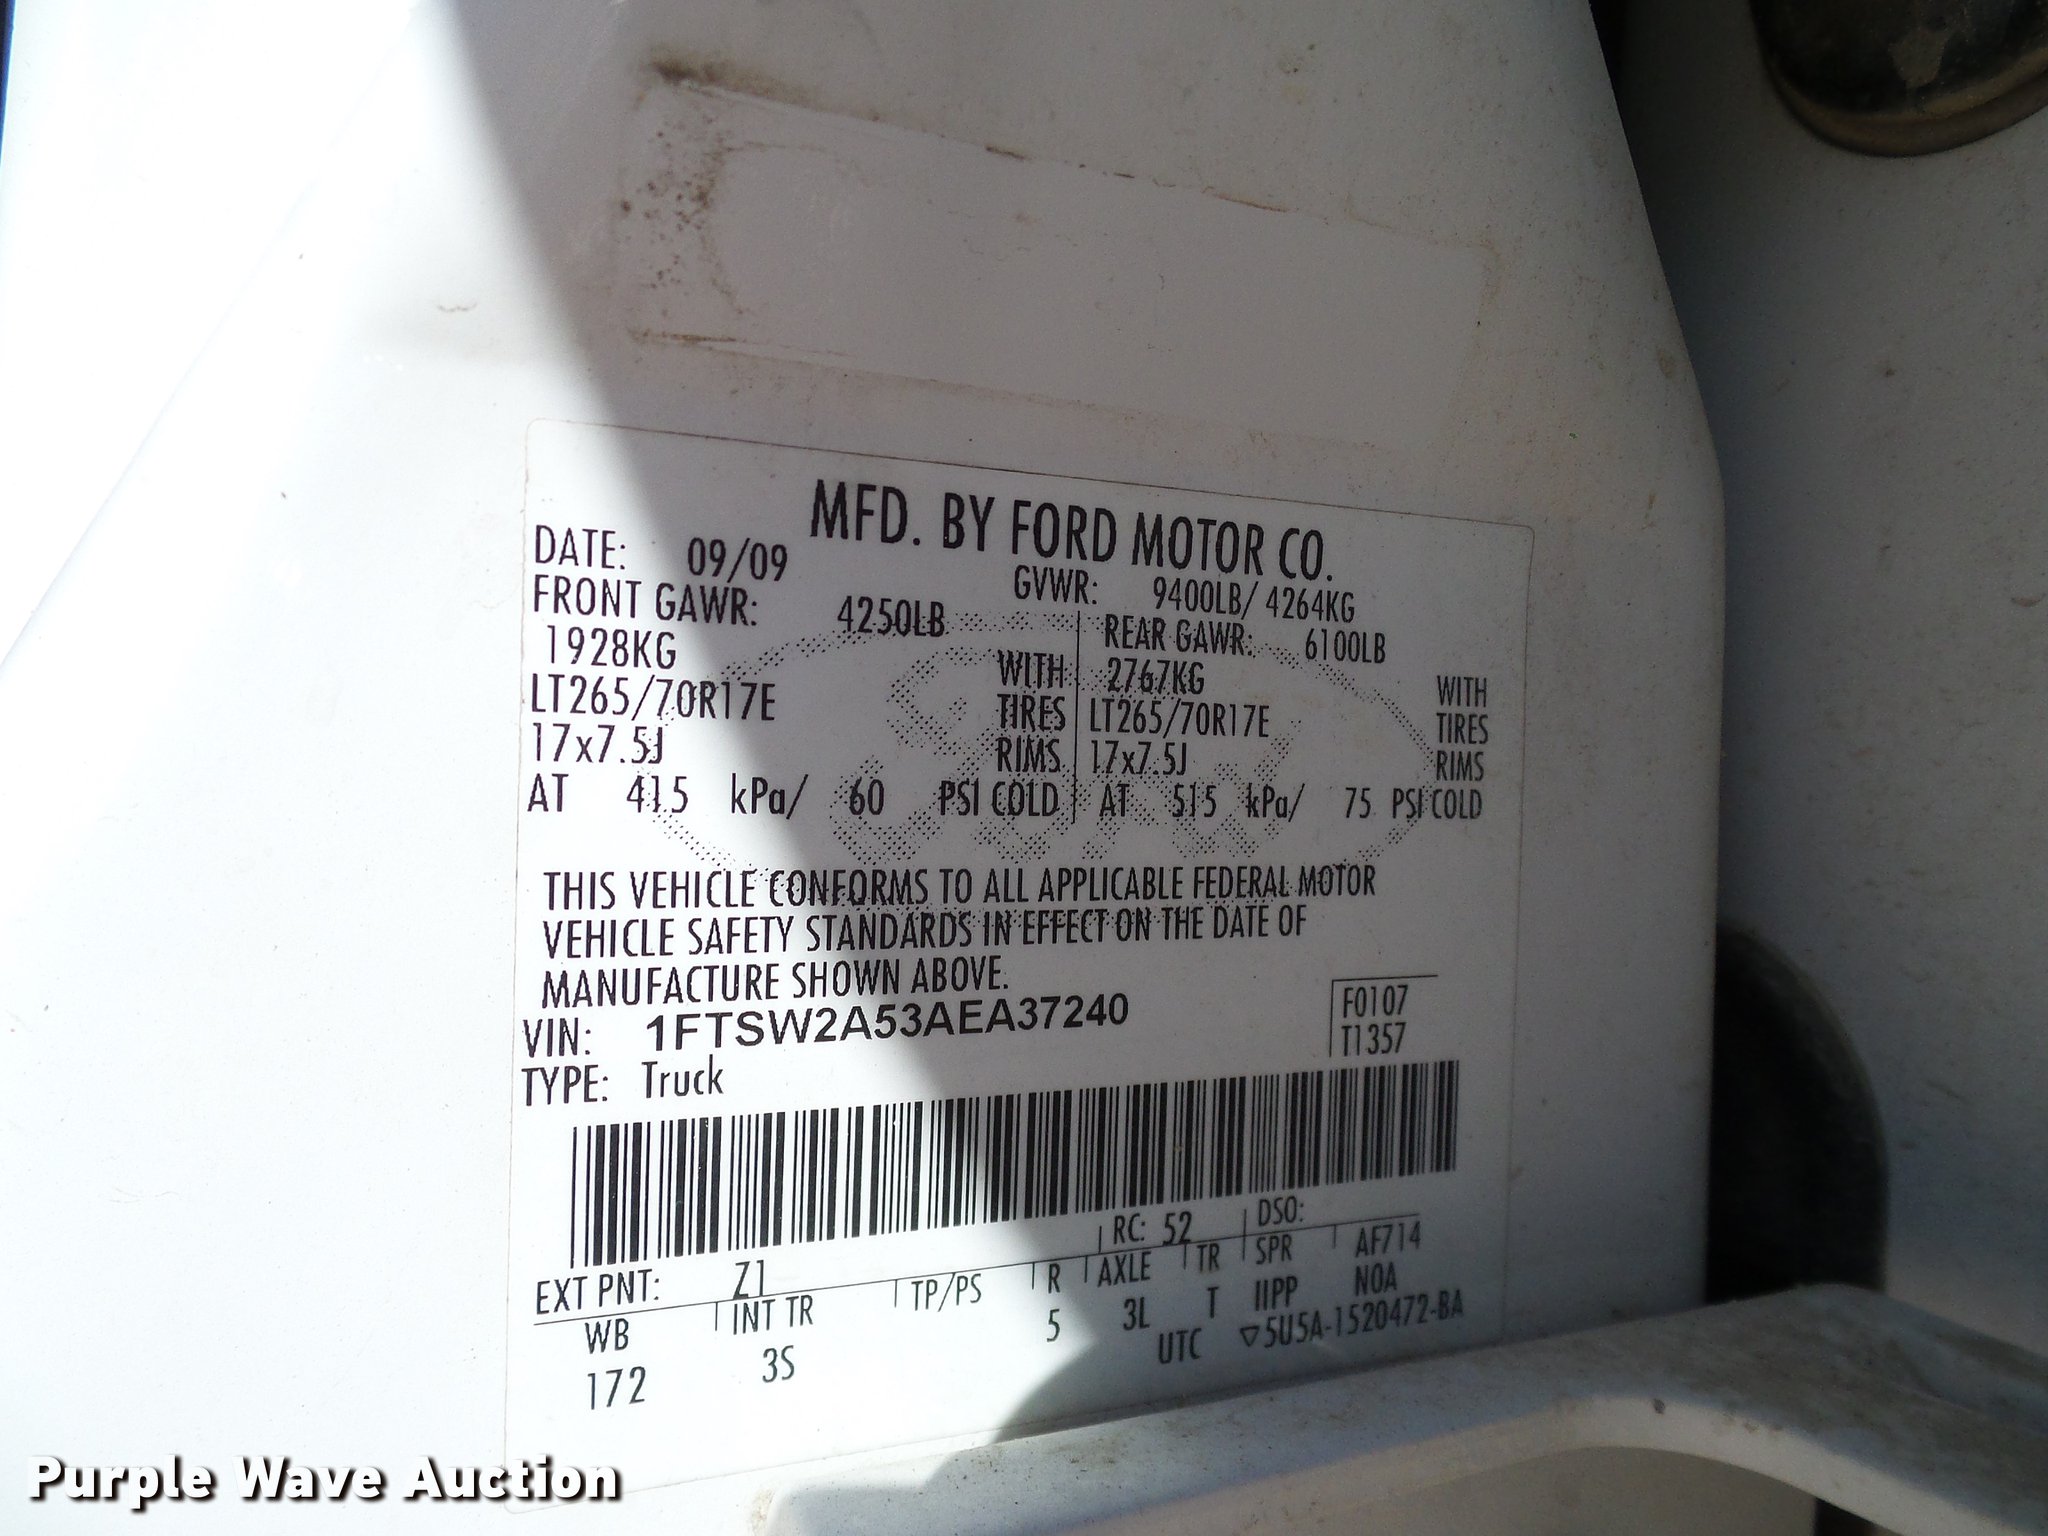 MFD. BY FORD MOTOR CO.
DATE: 09/09 GVWR: 9400LB/ 4264KG
FRONT GAWR: 4250LB REAR GAWR: 6100LB
1928KG WITH 2767KG WITH
LT265/70R17E TIRES LT265/70R17E TIRES
17x7.5J RIMS 17x7.5J RIMS
AT 415 kPa/ 60 PSI COLD AT 515 kPa/ 75 PSI COLD
THIS VEHICLE CONFORMS TO ALL APPLICABLE FEDERAL MOTOR
VEHICLE SAFETY STANDARDS IN EFFECT ON THE DATE OF
MANUFACTURE SHOWN ABOVE.
VIN: 1FTSW2A53AEA37240 F0107
TYPE: Truck T1357
EXT PNT: Z1 RC: 52 DSO:
WB INT TR TP/PS R AXLE TR SPR AF714
172 3S 5 3L T IIPP NOA
UTC ▽5U5A-1520472-BA
Purple Wave Auction